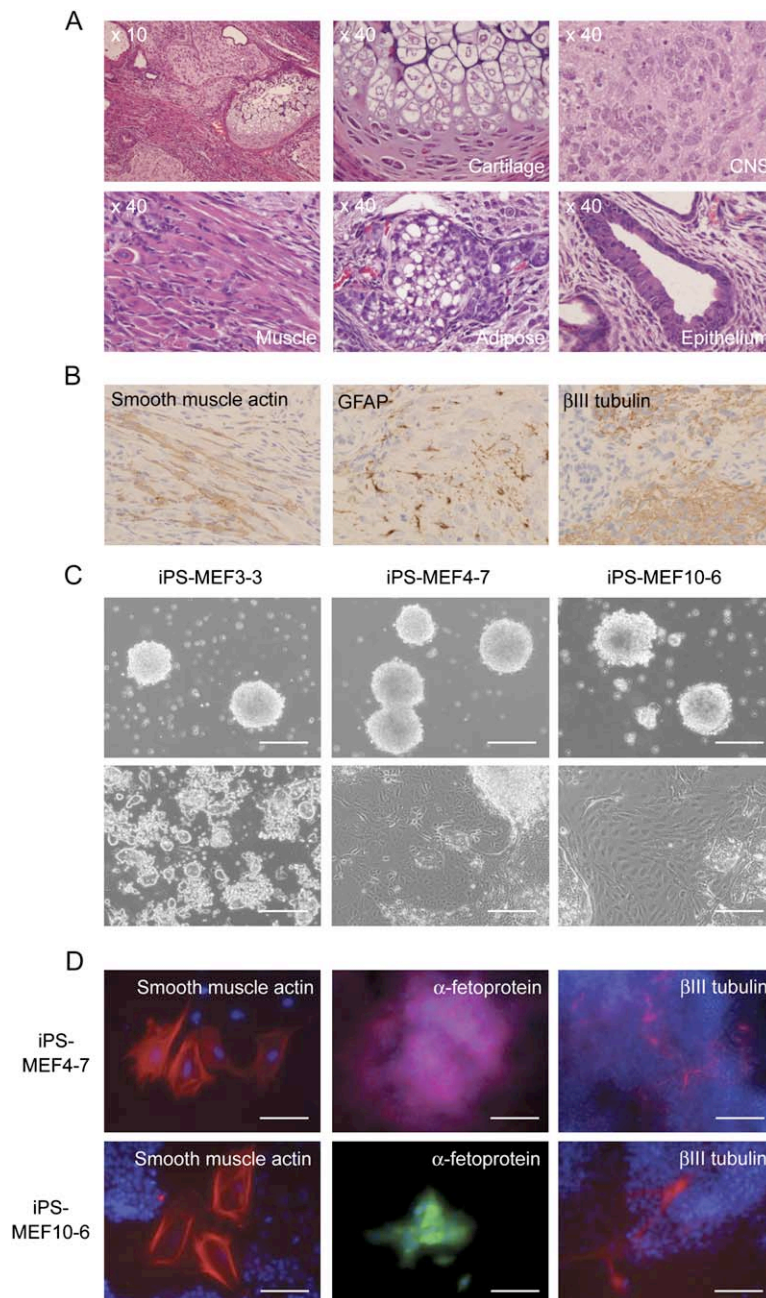 A
x 10
x 40
Cartilage
x 40
CNS
x 40
Muscle
x 40
Adipose
x 40
Epithelium
B
Smooth muscle actin
GFAP
βIII tubulin
C
iPS-MEF3-3
iPS-MEF4-7
iPS-MEF10-6
D
iPS-
MEF4-7
Smooth muscle actin
α-fetoprotein
βIII tubulin
iPS-
MEF10-6
Smooth muscle actin
α-fetoprotein
βIII tubulin